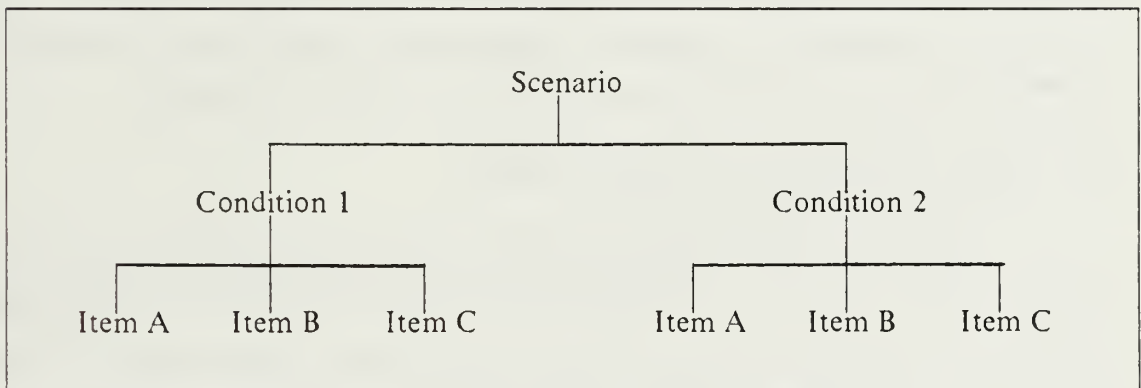 Scenario
Condition 1 Condition 2
Item A Item B Item C Item A Item B Item C